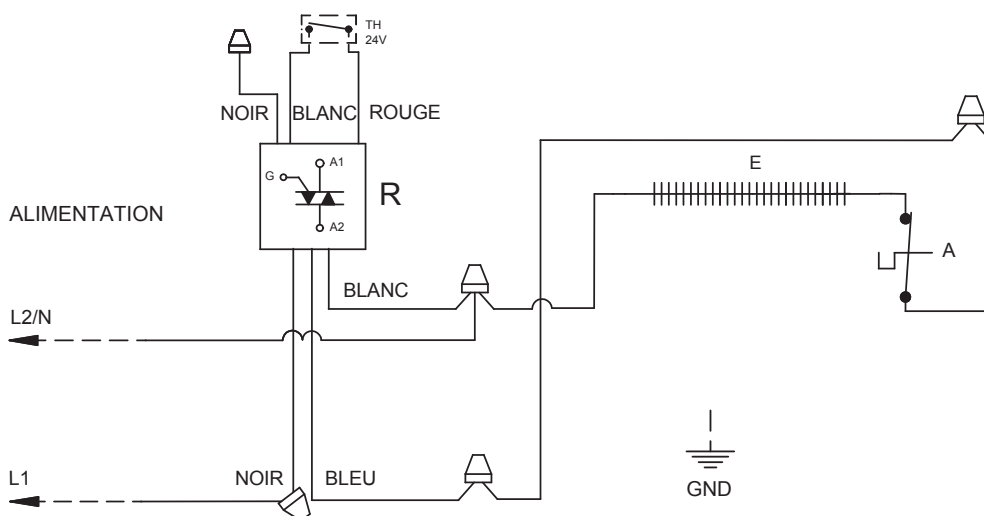 TH
24V
NOIR
BLANC
ROUGE
A1
G
R
A2
E
ALIMENTATION
A
BLANC
L2/N
L1
NOIR
BLEU
GND